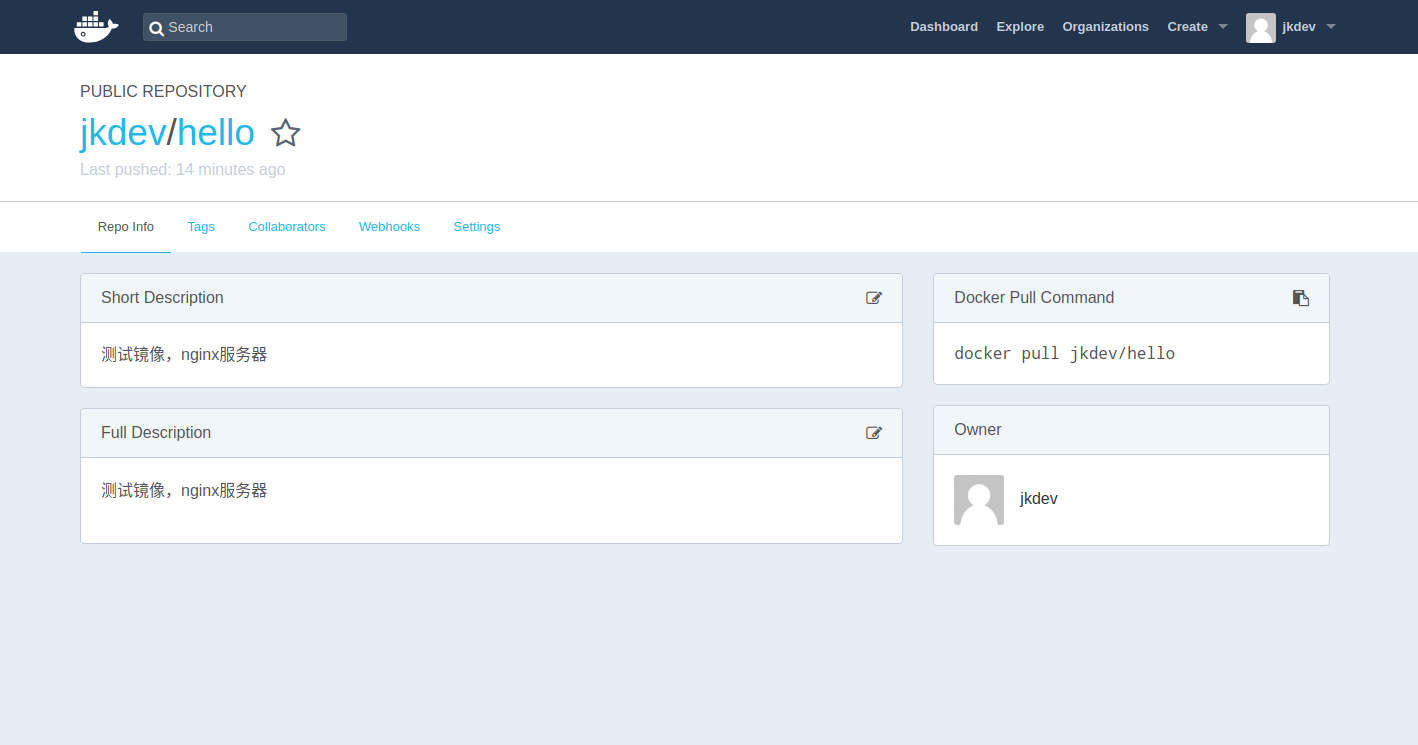 Search
Dashboard Explore Organizations Create jkdev
PUBLIC REPOSITORY
jkdev/hello
Last pushed: 14 minutes ago
Repo Info Tags Collaborators Webhooks Settings
Short Description
测试镜像，nginx服务器
Full Description
测试镜像，nginx服务器
Docker Pull Command
docker pull jkdev/hello
Owner
jkdev